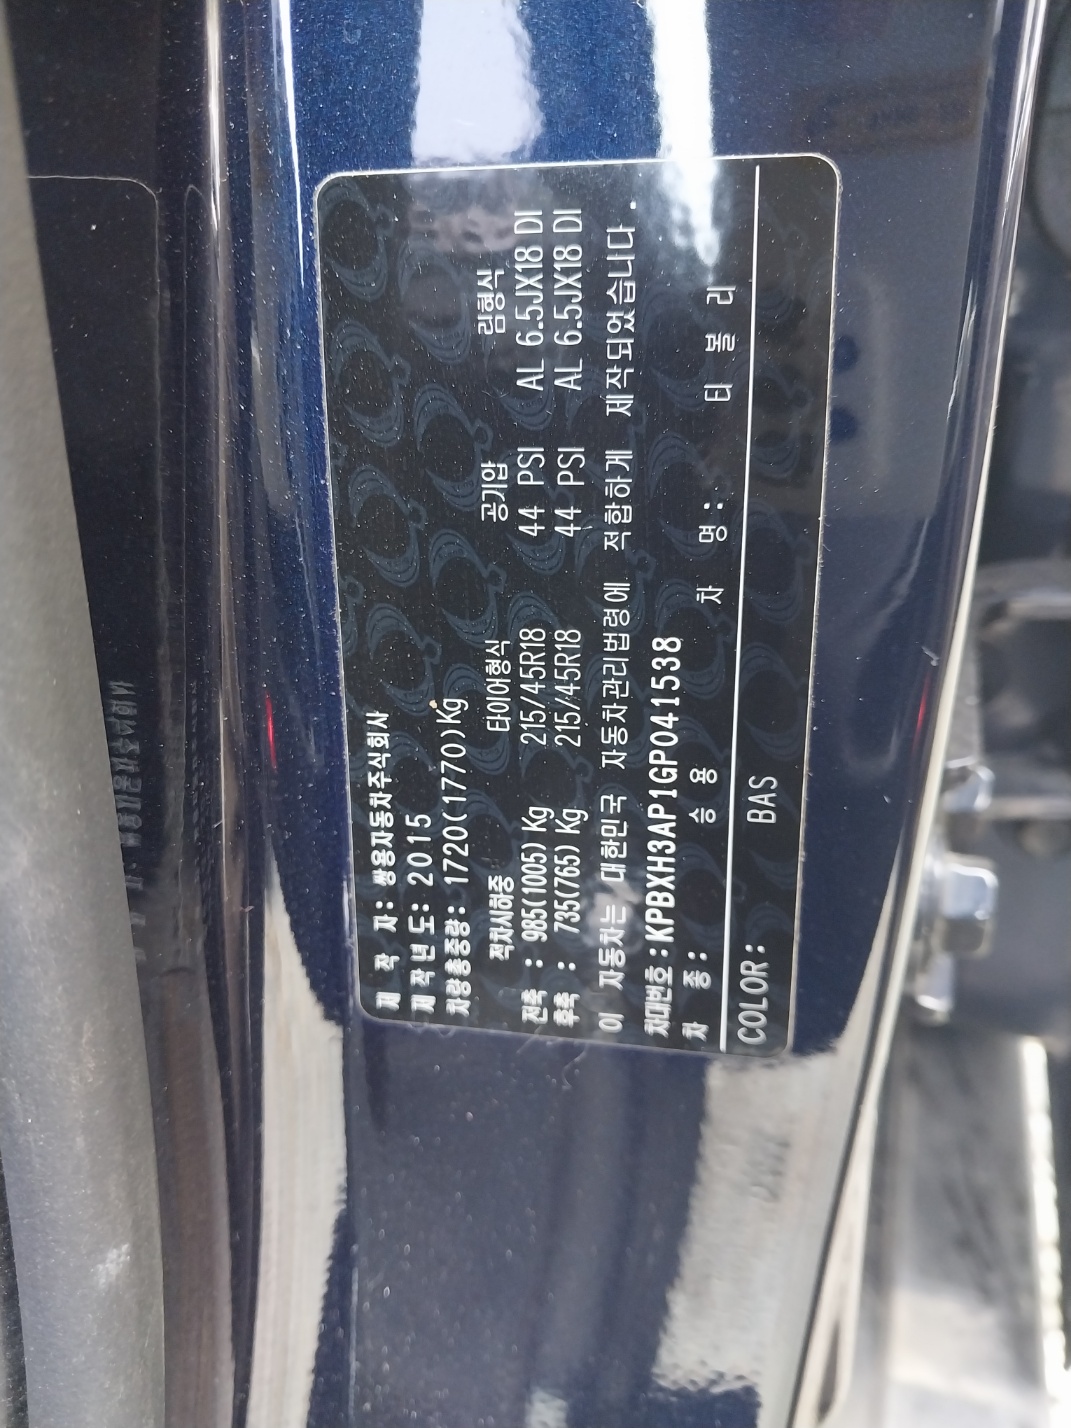 제 작 자: 쌍용자동차주식회사
제 작 년 도: 2015
차량총중량: 1720(1770)Kg
적차시하중 타이어형식 공기압 림형식
전축 : 985(1005) Kg 215/45R18 44 PSI AL 6.5JX18 DI
후축 : 735(765) Kg 215/45R18 44 PSI AL 6.5JX18 DI
이 자동차는 대한민국 자동차관리법령에 적합하게 제작되었습니다.
차대번호:KPBXH3AP1GP041538
차 종: 승 용 차 명: 티 볼 리
COLOR: BAS